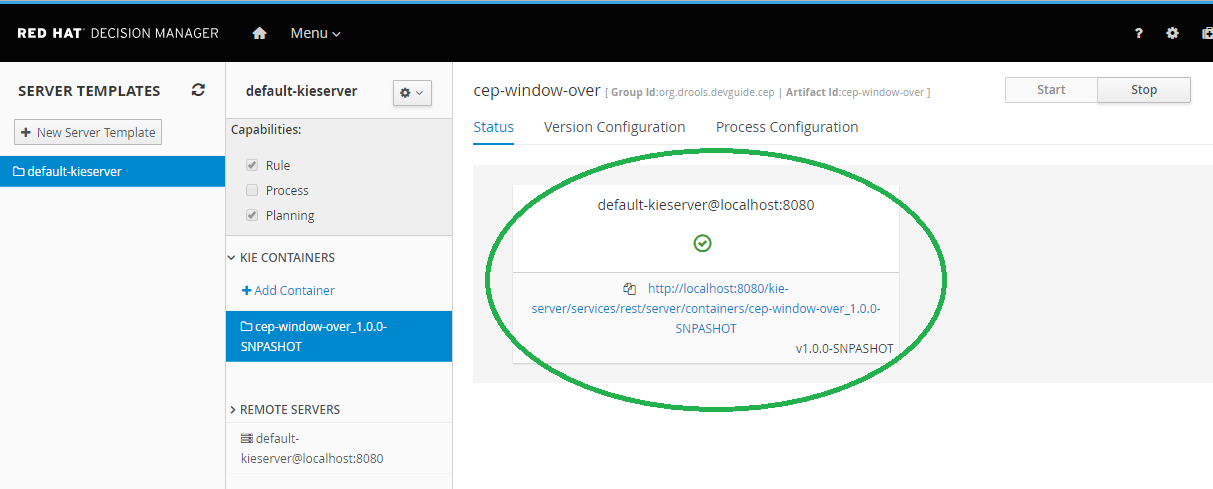 RED HAT® DECISION MANAGER
Menu
?
SERVER TEMPLATES
+ New Server Template
default-kieserver
default-kieserver
Capabilities:
Rule
Process
Planning
KIE CONTAINERS
+ Add Container
cep-window-over_1.0.0-
SNPASHOT
REMOTE SERVERS
default-
kieserver@localhost:8080
cep-window-over [ Group Id:org.drools.devguide.cep | Artifact Id:cep-window-over ]
Start
Stop
Status
Version Configuration
Process Configuration
default-kieserver@localhost:8080
http://localhost:8080/kie-
server/services/rest/server/containers/cep-window-over_1.0.0-
SNPASHOT
v1.0.0-SNPASHOT